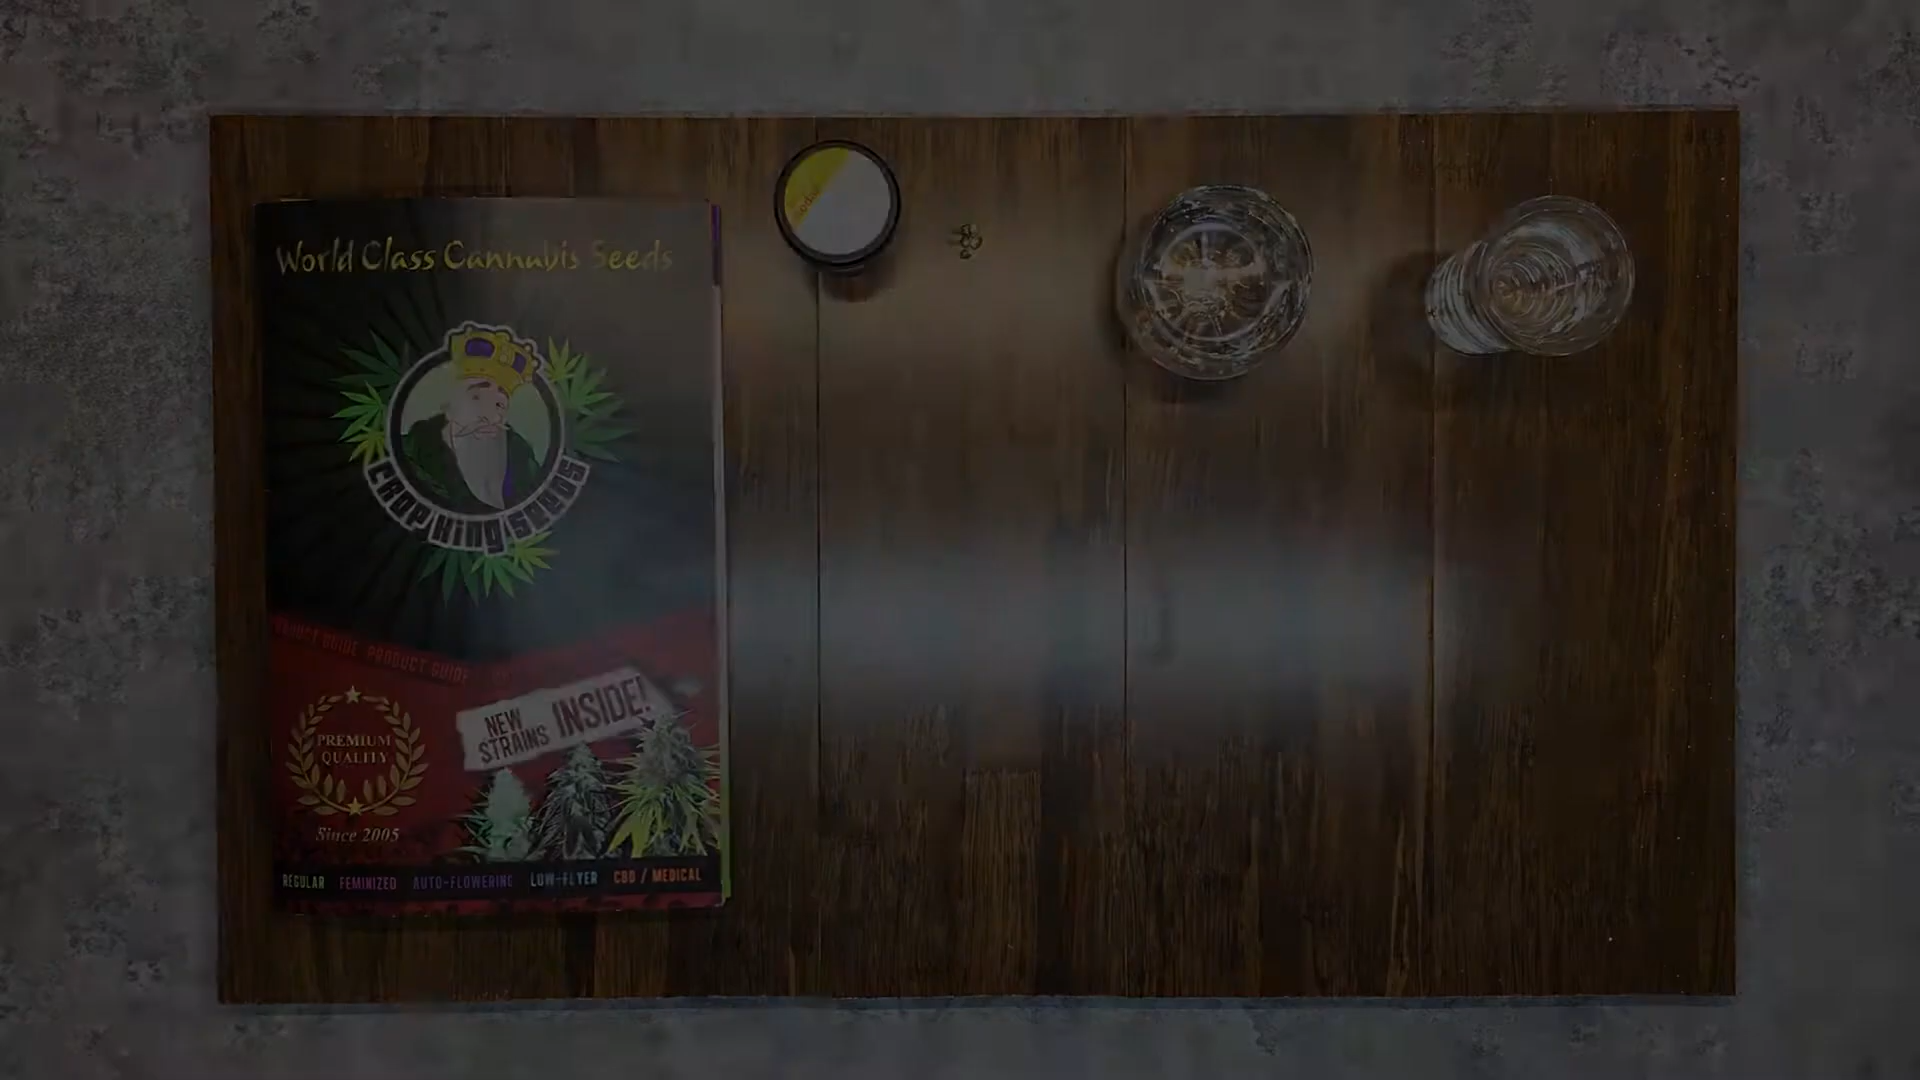 World Class Cannabis Seeds
CROP KING SEEDS
PRODUCT GUIDE PRODUCT GUIDE
NEW
STRAINS INSIDE!
PREMIUM
QUALITY
Since 2005
REGULAR FEMINIZED AUTO-FLOWERING LOW-FLYER CBD / MEDICAL